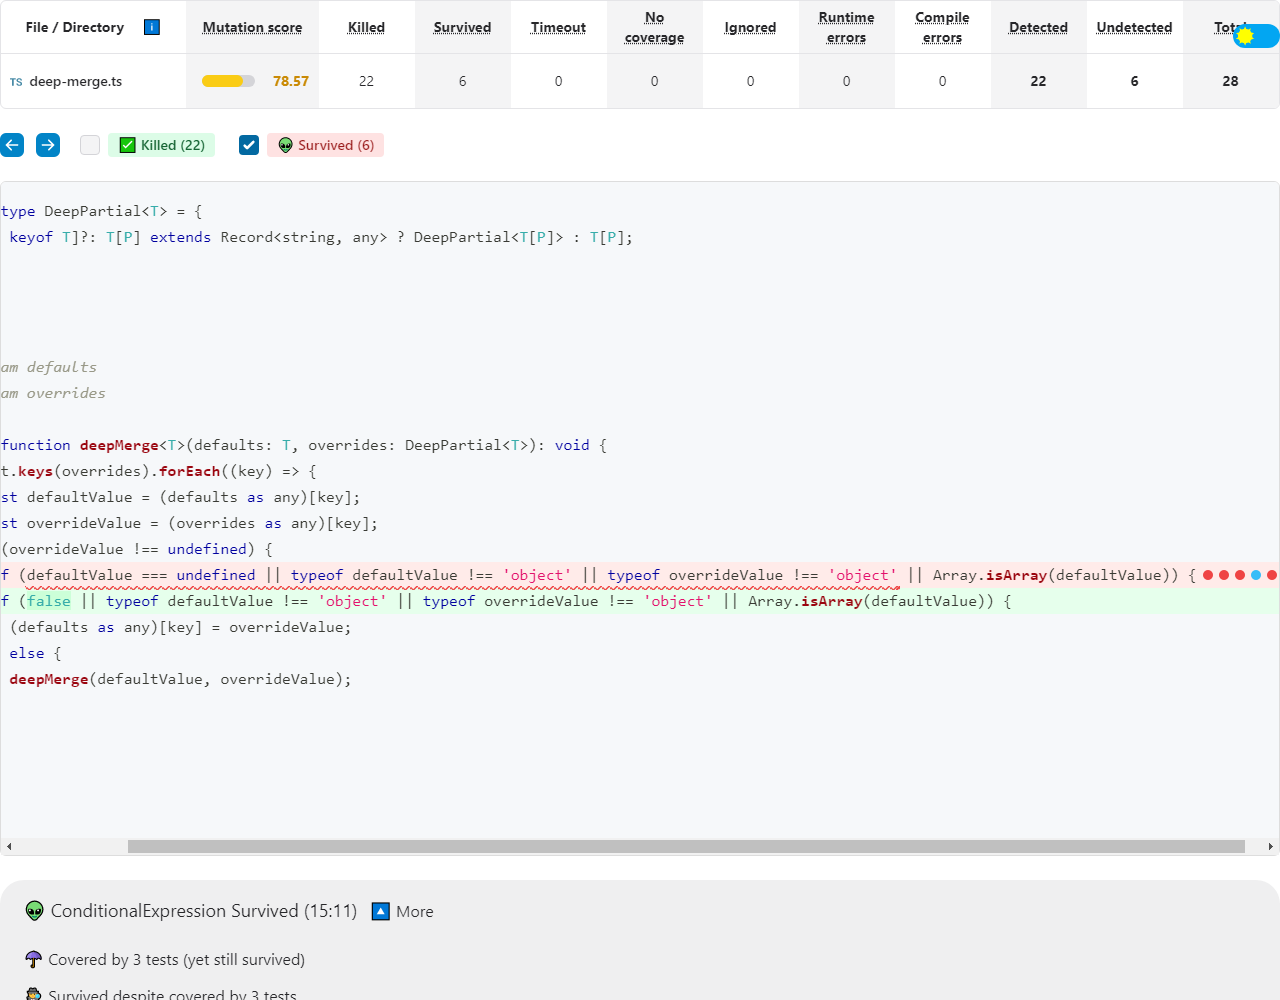 File / Directory
Mutation score
Killed
Survived
Timeout
No coverage
Ignored
Runtime errors
Compile errors
Detected
Undetected
TS deep-merge.ts 78.57 22 6 0 0 0 0 0 22 6 28
Killed (22) Survived (6)
type DeepPartial<T> = {
keyof T]?: T[P] extends Record<string, any> ? DeepPartial<T[P]> : T[P];
am defaults
am overrides
function deepMerge<T>(defaults: T, overrides: DeepPartial<T>): void {
t.keys(overrides).forEach((key) => {
st defaultValue = (defaults as any)[key];
st overrideValue = (overrides as any)[key];
(overrideValue !== undefined) {
f (defaultValue === undefined || typeof defaultValue !== 'object' || typeof overrideValue !== 'object' || Array.isArray(defaultValue)) {
f (false || typeof defaultValue !== 'object' || typeof overrideValue !== 'object' || Array.isArray(defaultValue)) {
(defaults as any)[key] = overrideValue;
else {
deepMerge(defaultValue, overrideValue);
ConditionalExpression Survived (15:11) More
Covered by 3 tests (yet still survived)
Survived despite covered by 3 tests